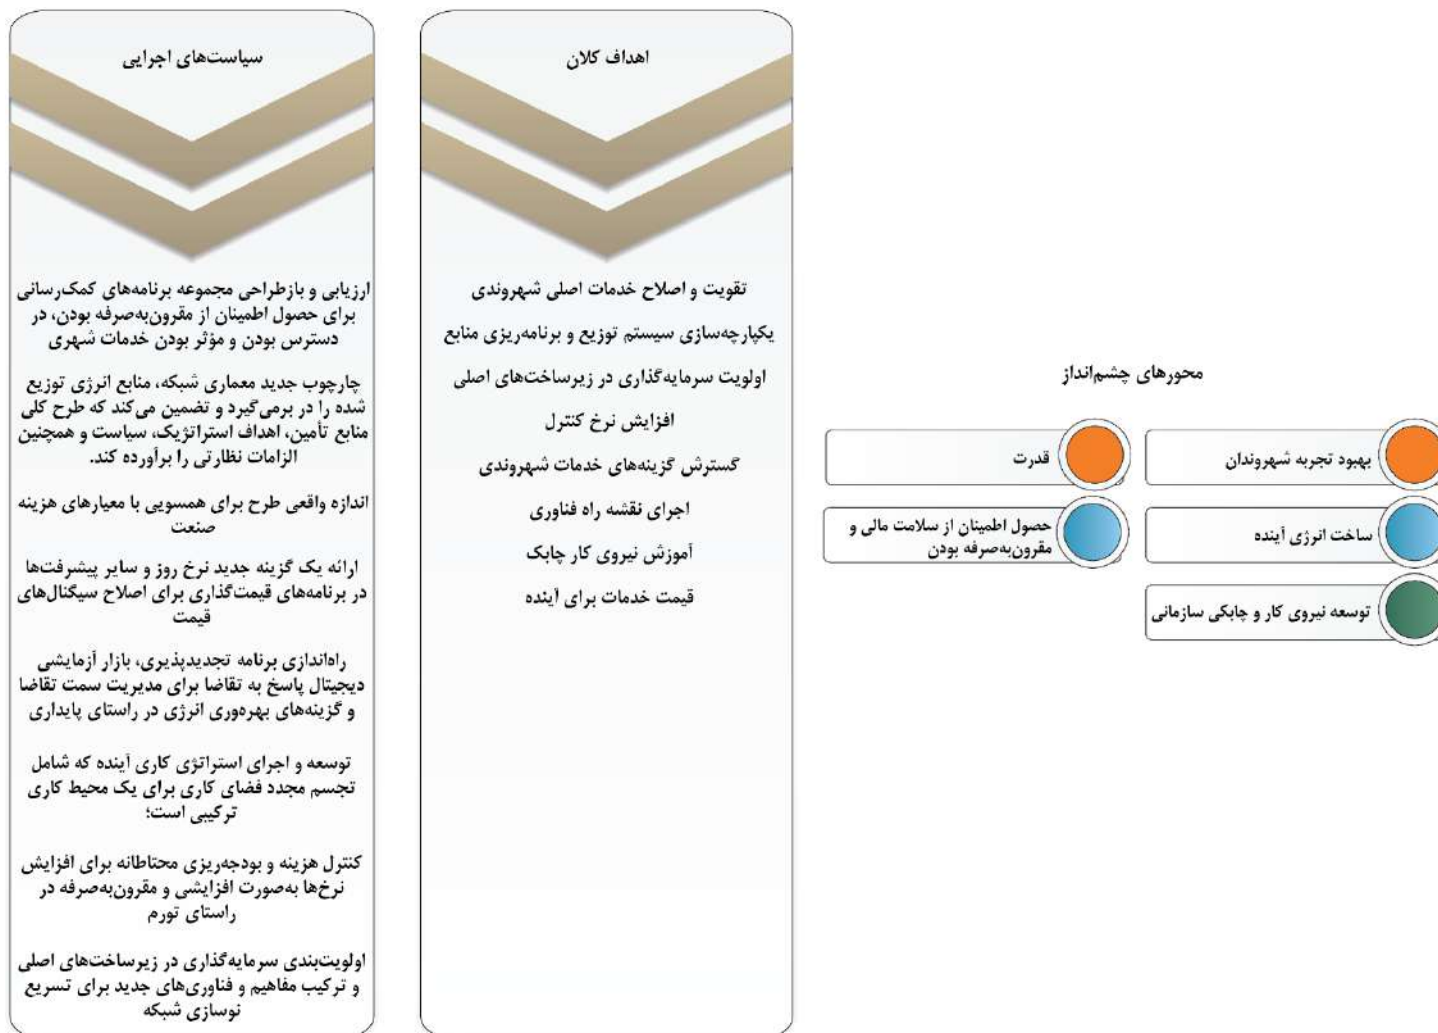 محورهای چشم‌انداز
بهبود تجربه شهروندان
قدرت
ساخت انرژی آینده
حصول اطمینان از سلامت مالی و
مقرون‌به‌صرفه بودن
توسعه نیروی کار و چابکی سازمانی
اهداف کلان
تقویت و اصلاح خدمات اصلی شهروندی
یکپارچه‌سازی سیستم توزیع و برنامه‌ریزی منابع
اولویت سرمایه‌گذاری در زیرساخت‌های اصلی
افزایش نرخ کنترل
گسترش گزینه‌های خدمات شهروندی
اجرای نقشه راه فناوری
آموزش نیروی کار چابک
قیمت خدمات برای آینده
سیاست‌های اجرایی
ارزیابی و بازطراحی مجموعه برنامه‌های کمک‌رسانی
برای حصول اطمینان از مقرون‌به‌صرفه بودن، در
دسترس بودن و مؤثر بودن خدمات شهری
چارچوب جدید معماری شبکه، منابع انرژی توزیع
شده را در برمی‌گیرد و تضمین می‌کند که طرح کلی
منابع تأمین، اهداف استراتژیک، سیاست و همچنین
الزامات نظارتی را برآورده کند.
اندازه واقعی طرح برای همسویی با معیارهای هزینه
صنعت
ارائه یک گزینه جدید نرخ روز و سایر پیشرفت‌ها
در برنامه‌های قیمت‌گذاری برای اصلاح سیگنال‌های
قیمت
راه‌اندازی برنامه تجدیدپذیری، بازار آزمایشی
دیجیتال پاسخ به تقاضا برای مدیریت سمت تقاضا
و گزینه‌های بهره‌وری انرژی در راستای پایداری
توسعه و اجرای استراتژی کاری آینده که شامل
تجسم مجدد فضای کاری برای یک محیط کاری
ترکیبی است؛
کنترل هزینه و بودجه‌ریزی محتاطانه برای افزایش
نرخ‌ها به‌صورت افزایشی و مقرون‌به‌صرفه در
راستای تورم
اولویت‌بندی سرمایه‌گذاری در زیرساخت‌های اصلی
و ترکیب مفاهیم و فناوری‌های جدید برای تسریع
نوسازی شبکه